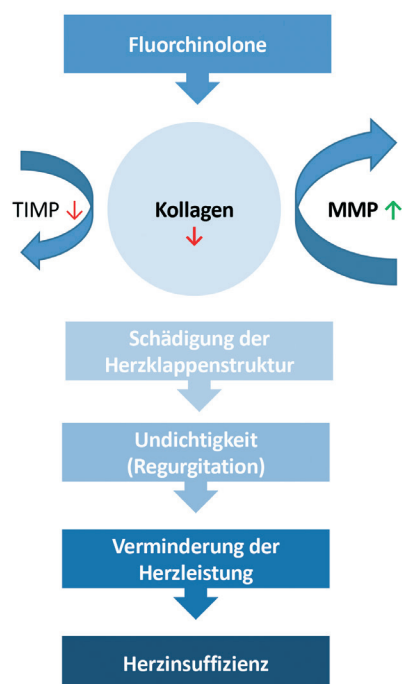 Fluorchinolone
TIMP ↓
Kollagen
↓
MMP ↑
Schädigung der
Herzklappenstruktur
Undichtigkeit
(Regurgitation)
Verminderung der
Herzleistung
Herzinsuffizienz